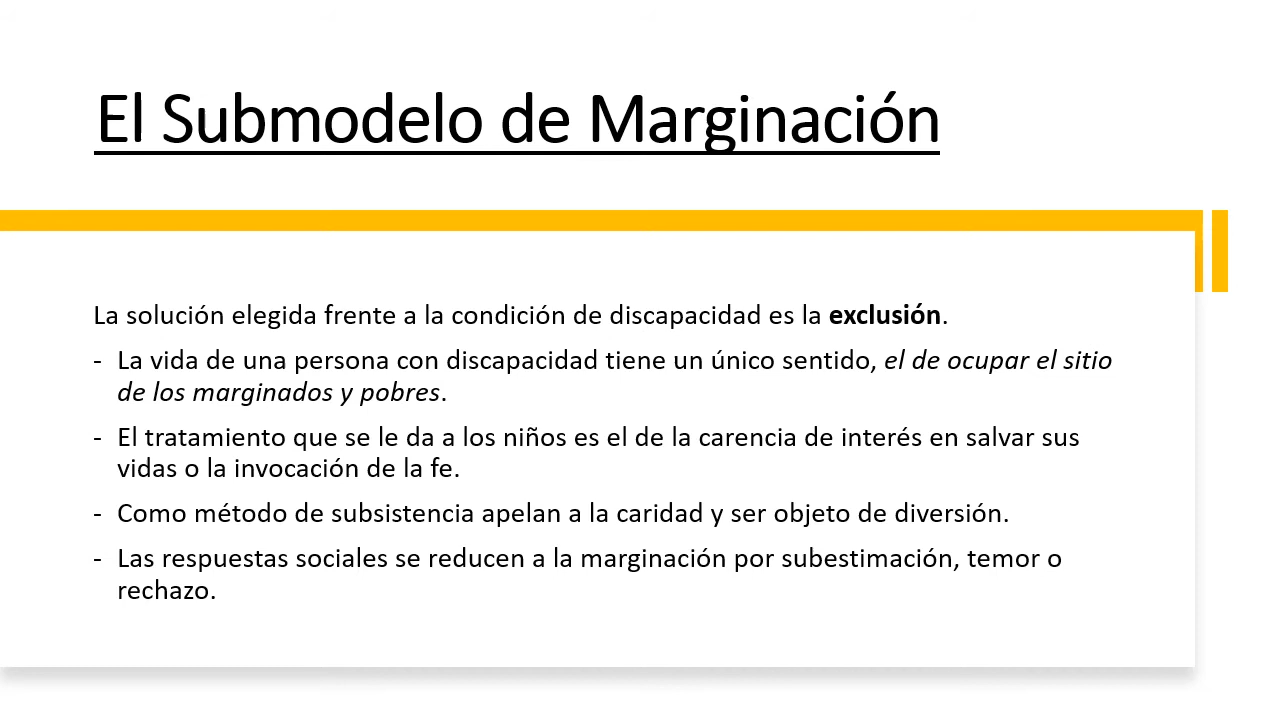 El Submodelo de Marginación
La solución elegida frente a la condición de discapacidad es la exclusión.
- La vida de una persona con discapacidad tiene un único sentido, el de ocupar el sitio
de los marginados y pobres.
- El tratamiento que se le da a los niños es el de la carencia de interés en salvar sus
vidas o la invocación de la fe.
- Como método de subsistencia apelan a la caridad y ser objeto de diversión.
- Las respuestas sociales se reducen a la marginación por subestimación, temor o
rechazo.